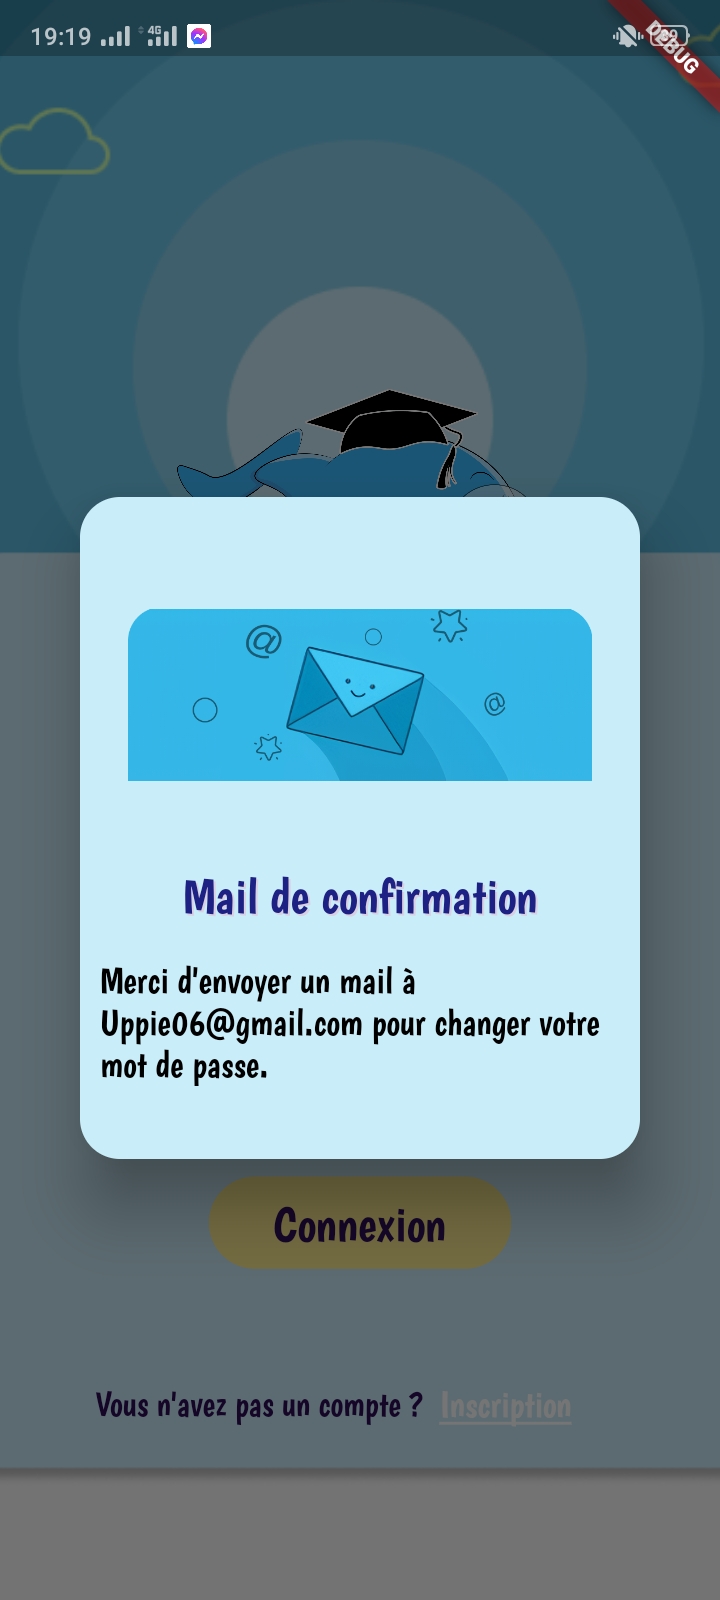 19:19
4G
DEBUG
@
@
Mail de confirmation
Merci d'envoyer un mail à
Uppie06@gmail.com pour changer votre
mot de passe.
Connexion
Vous n'avez pas un compte ? Inscription